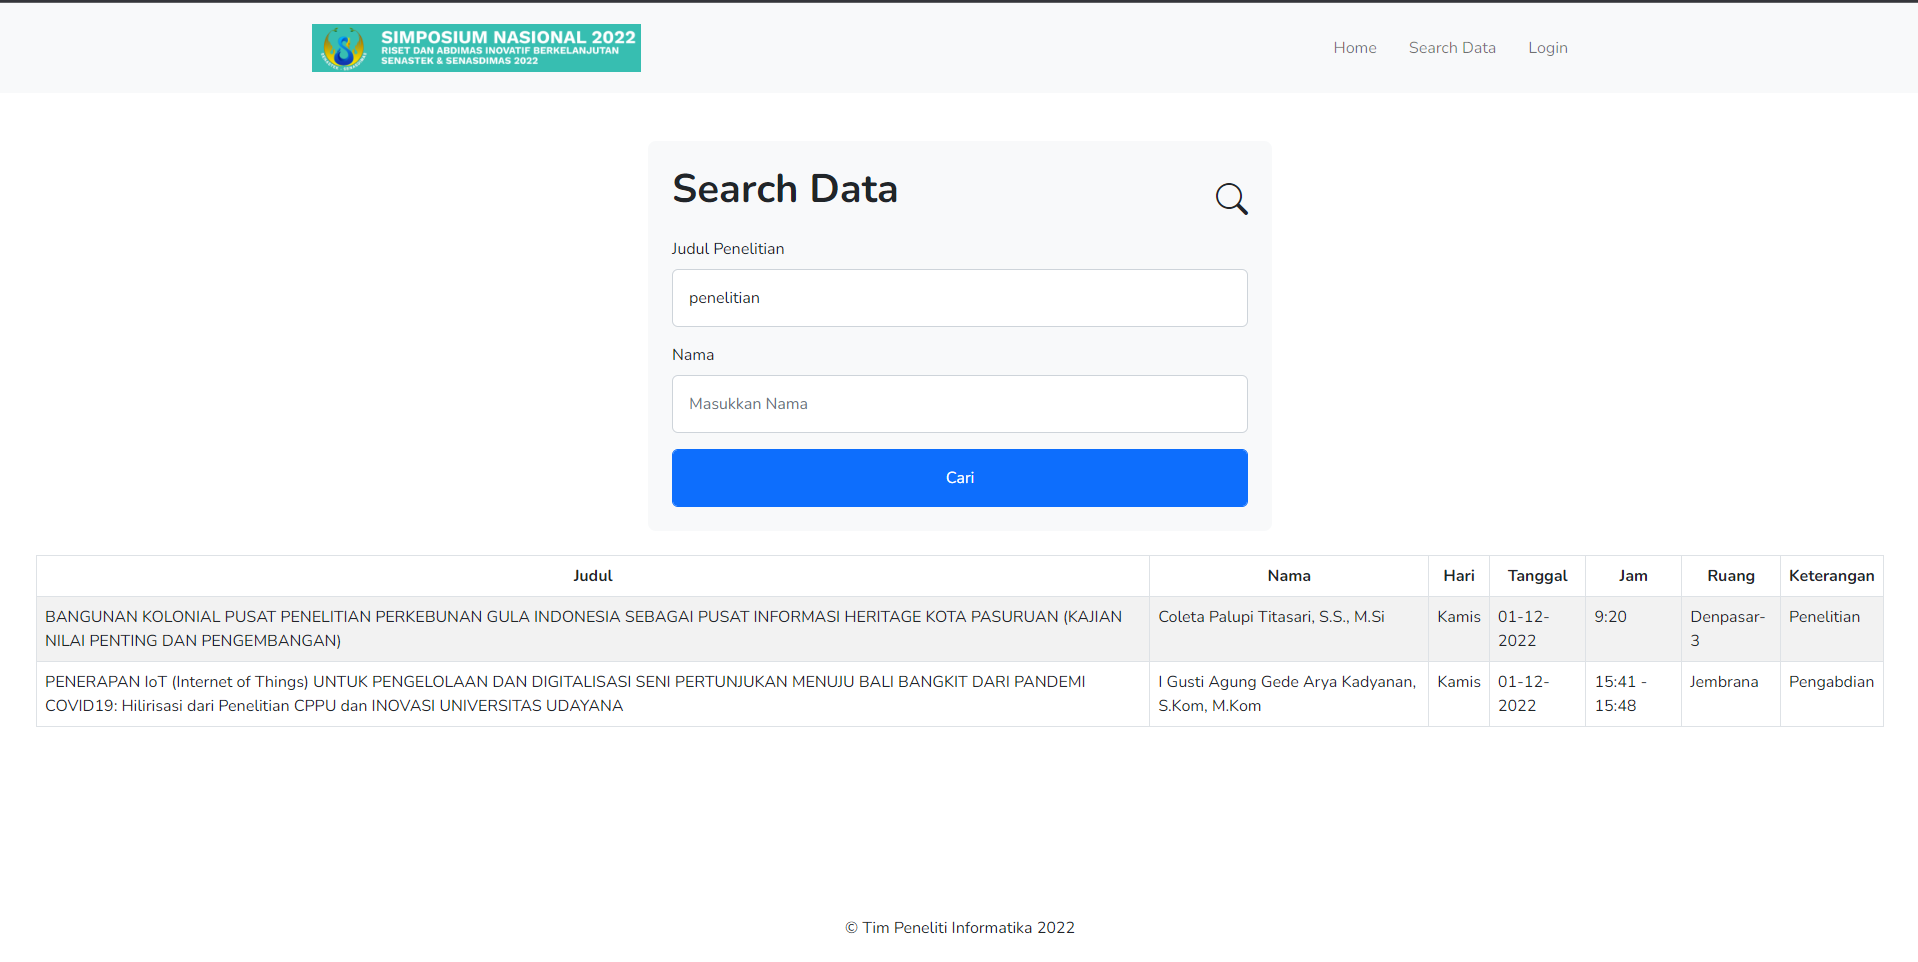 SIMPOSIUM NASIONAL 2022
RISET DAN ABDIMAS INOVATIF BERKELANJUTAN
SENASTEK & SENASDIMAS 2022
Home Search Data Login
Search Data
Judul Penelitian
penelitian
Nama
Masukkan Nama
Cari
Judul Nama Hari Tanggal Jam Ruang Keterangan
BANGUNAN KOLONIAL PUSAT PENELITIAN PERKEBUNAN GULA INDONESIA SEBAGAI PUSAT INFORMASI HERITAGE KOTA PASURUAN (KAJIAN
NILAI PENTING DAN PENGEMBANGAN)
Coleta Palupi Titasari, S.S., M.Si
Kamis
01-12-
2022
9:20
Denpasar-
3
Penelitian
PENERAPAN IoT (Internet of Things) UNTUK PENGELOLAAN DAN DIGITALISASI SENI PERTUNJUKAN MENUJU BALI BANGKIT DARI PANDEMI
COVID19: Hilirisasi dari Penelitian CPPU dan INOVASI UNIVERSITAS UDAYANA
I Gusti Agung Gede Arya Kadyanan,
S.Kom, M.Kom
Kamis
01-12-
2022
15:41 -
15:48
Jembrana
Pengabdian
© Tim Peneliti Informatika 2022